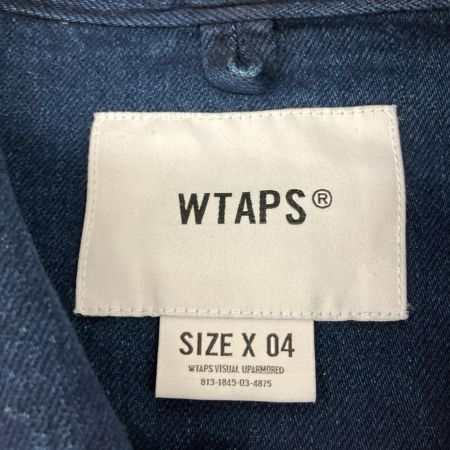 WTAPS®
SIZE X 04
WTAPS VISUAL UPARMORED
813-1845-03-4875